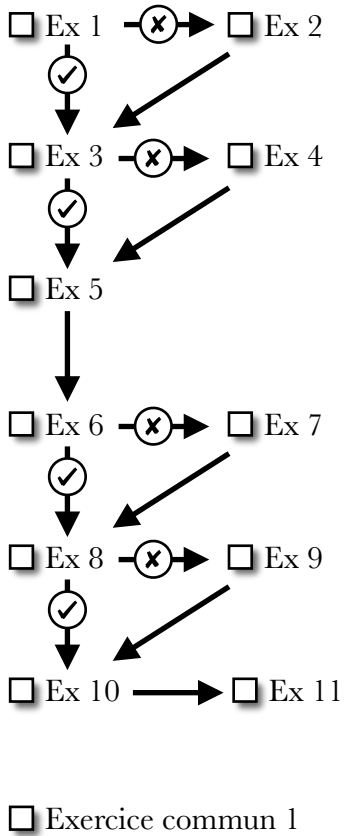 Ex 1 ✘ Ex 2
✓
Ex 3 ✘ Ex 4
✓
Ex 5
Ex 6 ✘ Ex 7
✓
Ex 8 ✘ Ex 9
✓
Ex 10 Ex 11
Exercice commun 1